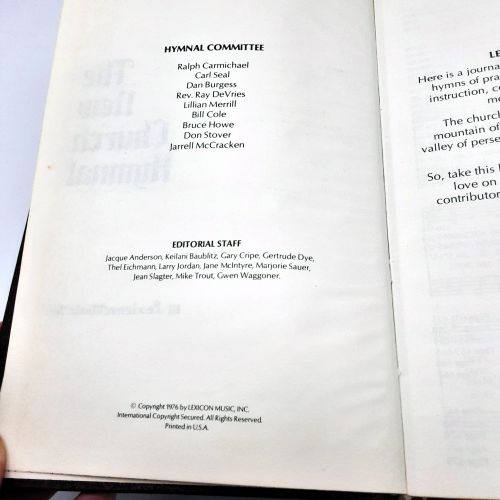 HYMNAL COMMITTEE
Ralph Carmichael
Carl Seal
Dan Burgess
Rev. Ray DeVries
Lillian Merrill
Bill Cole
Bruce Howe
Don Stover
Jarrell McCracken
EDITORIAL STAFF
Jacque Anderson, Keilani Baublitz, Gary Cripe, Gertrude Dye,
Thel Eichmann, Larry Jordan, Jane McIntyre, Marjorie Sauer,
Jean Slagter, Mike Trout, Gwen Waggoner.
© Copyright 1976 by LEXICON MUSIC, INC.
International Copyright Secured. All Rights Reserved.
Printed in U.S.A.
LE
Here is a journa
hymns of pra
instruction, c
m
The church
mountain of
valley of perse
So, take this
love on
contributor